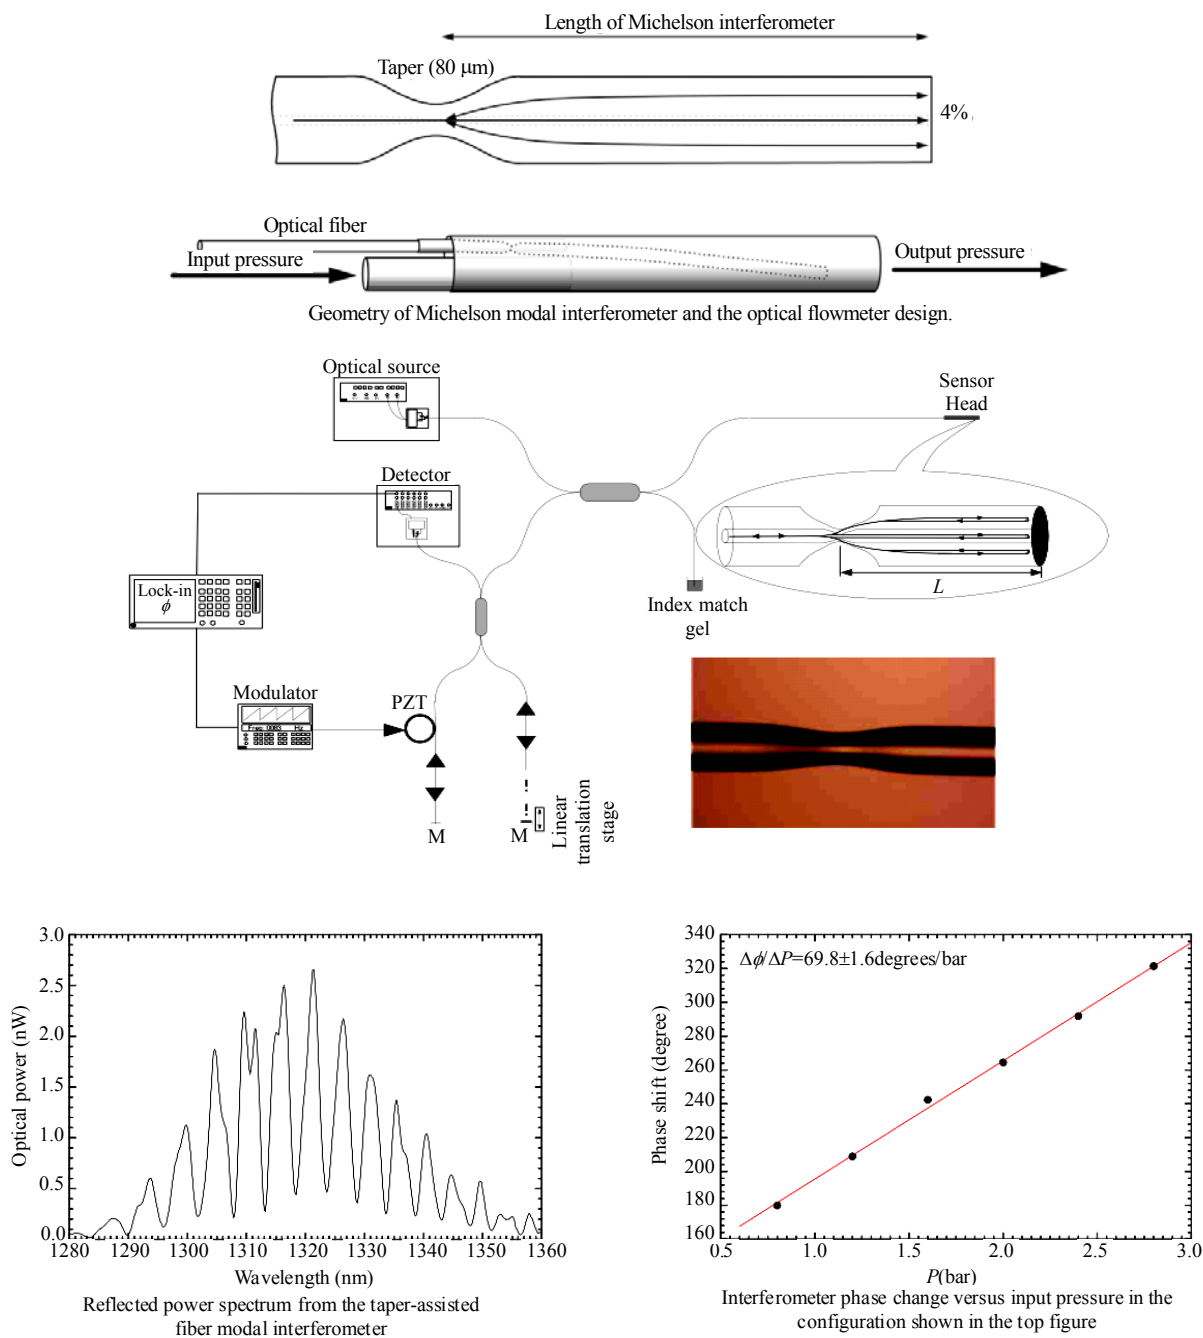 Length of Michelson interferometer
Taper (80 μm)
4%
Optical fiber
Input pressure
Output pressure
Geometry of Michelson modal interferometer and the optical flowmeter design.
Optical source
Sensor
Head
Detector
Lock-in
ϕ
L
Index match
gel
Modulator
PZT
M
M
Linear
translation
stage
3.0
2.5
2.0
1.5
1.0
0.5
0.0
Optical power (nW)
1280 1290 1300 1310 1320 1330 1340 1350 1360
Wavelength (nm)
Reflected power spectrum from the taper-assisted
fiber modal interferometer
Δϕ/ΔP=69.8±1.6degrees/bar
340
320
300
280
260
240
220
200
180
160
Phase shift (degree)
0.5 1.0 1.5 2.0 2.5 3.0
P(bar)
Interferometer phase change versus input pressure in the
configuration shown in the top figure